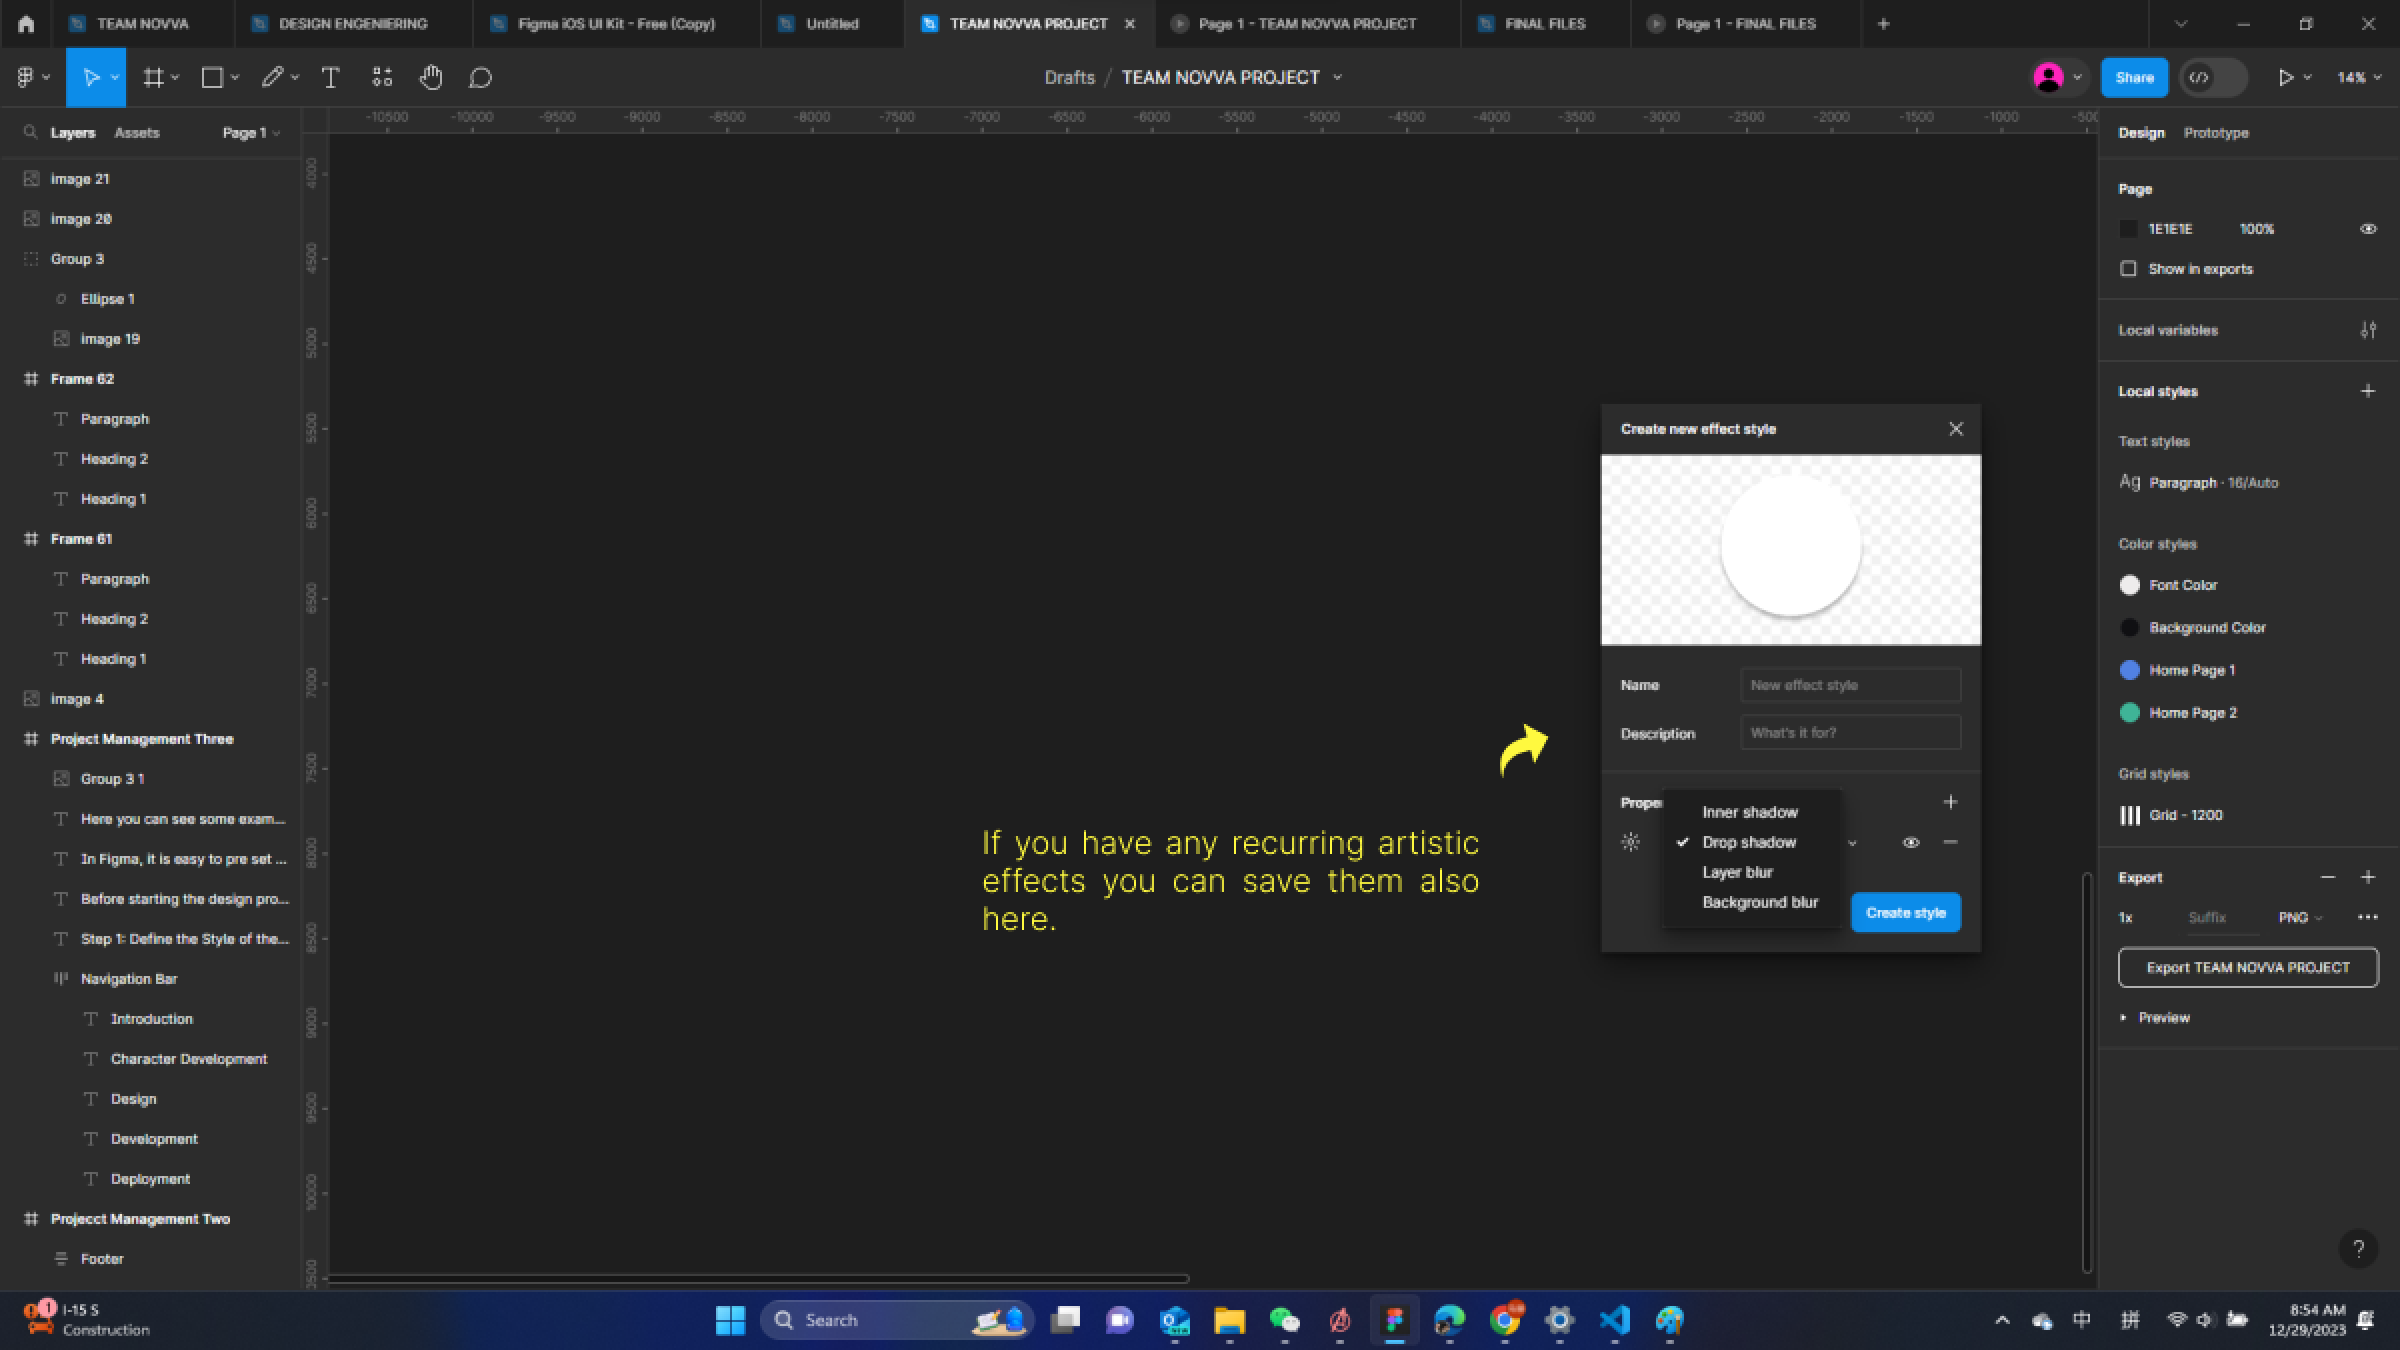 TEAM NOVVA
DESIGN ENGENIERING
Figma iOS UI Kit - Free (Copy)
Untitled
TEAM NOVVA PROJECT
Page 1 - TEAM NOVVA PROJECT
FINAL FILES
Page 1 - FINAL FILES
Drafts / TEAM NOVVA PROJECT
Share
14%
Layers
Assets
Page 1
-10500 -10000 -9500 -9000 -8500 -8000 -7500 -7000 -6500 -6000 -5500 -5000 -4500 -4000 -3500 -3000 -2500 -2000 -1500 -1000 -500
4000
4500
5000
5500
6000
6500
7000
7500
8000
8500
9000
9500
10000
image 21
image 20
Group 3
Ellipse 1
image 19
Frame 62
Paragraph
Heading 2
Heading 1
Frame 61
Paragraph
Heading 2
Heading 1
image 4
Project Management Three
Group 3 1
Here you can see some exam...
In Figma, it is easy to pre set ...
Before starting the design pro...
Step 1: Define the Style of the...
Navigation Bar
Introduction
Character Development
Design
Development
Deployment
Projecct Management Two
Footer
If you have any recurring artistic
effects you can save them also
here.
Create new effect style
Name
New effect style
Description
What's it for?
Proper
Inner shadow
Drop shadow
Layer blur
Background blur
Create style
Design
Prototype
Page
1E1E1E 100%
Show in exports
Local variables
Local styles
Text styles
Ag Paragraph · 16/Auto
Color styles
Font Color
Background Color
Home Page 1
Home Page 2
Grid styles
Grid - 1200
Export
1x Suffix PNG
Export TEAM NOVVA PROJECT
Preview
?
1
I-15 S
Construction
Search
中
拼
8:54 AM
12/29/2023